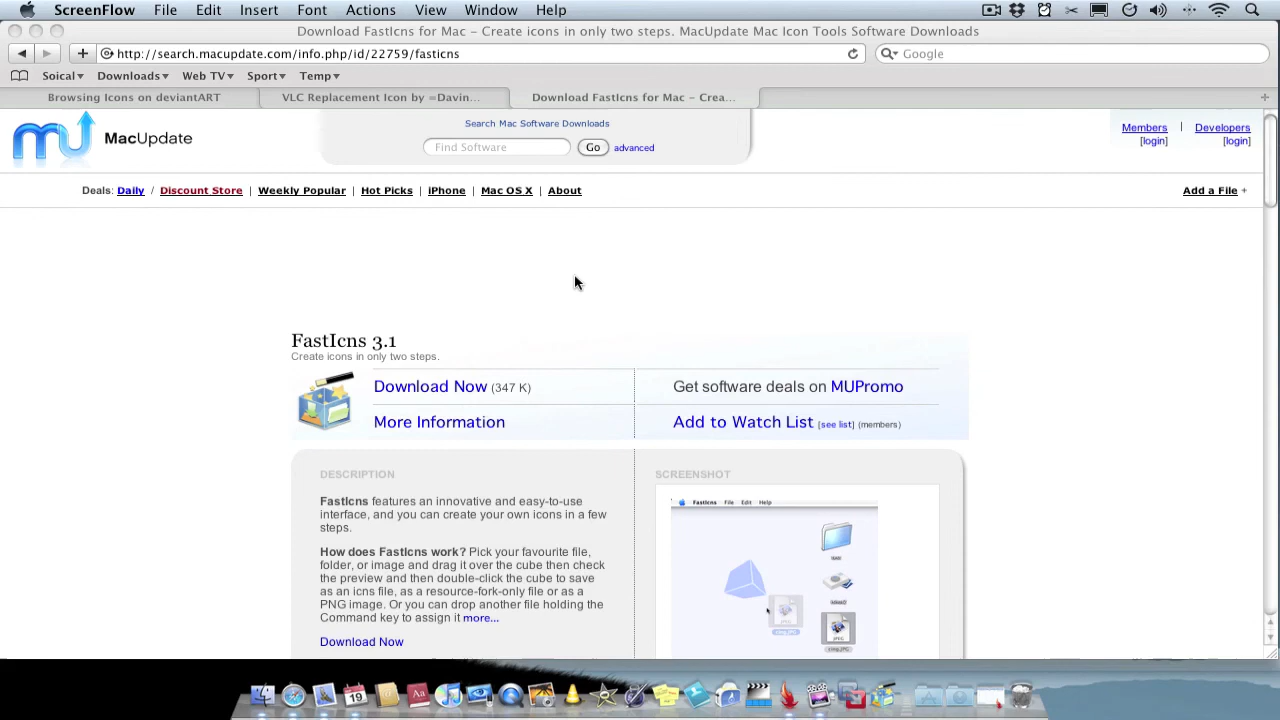 ScreenFlow File Edit Insert Font Actions View Window Help
Download FastIcns for Mac – Create icons in only two steps. MacUpdate Mac Icon Tools Software Downloads
http://search.macupdate.com/info.php/id/22759/fasticns
Google
Soical Downloads Web TV Sport Temp
Browsing Icons on deviantART
VLC Replacement Icon by =Davin...
Download FastIcns for Mac – Crea...
MacUpdate
Search Mac Software Downloads
Find Software Go advanced
Members | Developers
[login] [login]
Deals: Daily / Discount Store | Weekly Popular | Hot Picks | iPhone | Mac OS X | About
Add a File +
FastIcns 3.1
Create icons in only two steps.
Download Now (347 K)
Get software deals on MUPromo
More Information
Add to Watch List [see list] (members)
DESCRIPTION
FastIcns features an innovative and easy-to-use
interface, and you can create your own icons in a few
steps.
How does FastIcns work? Pick your favourite file,
folder, or image and drag it over the cube then check
the preview and then double-click the cube to save
as an icns file, as a resource-fork-only file or as a
PNG image. Or you can drop another file holding the
Command key to assign it more...
Download Now
SCREENSHOT
FastIcns File Edit Help
JPEG
19